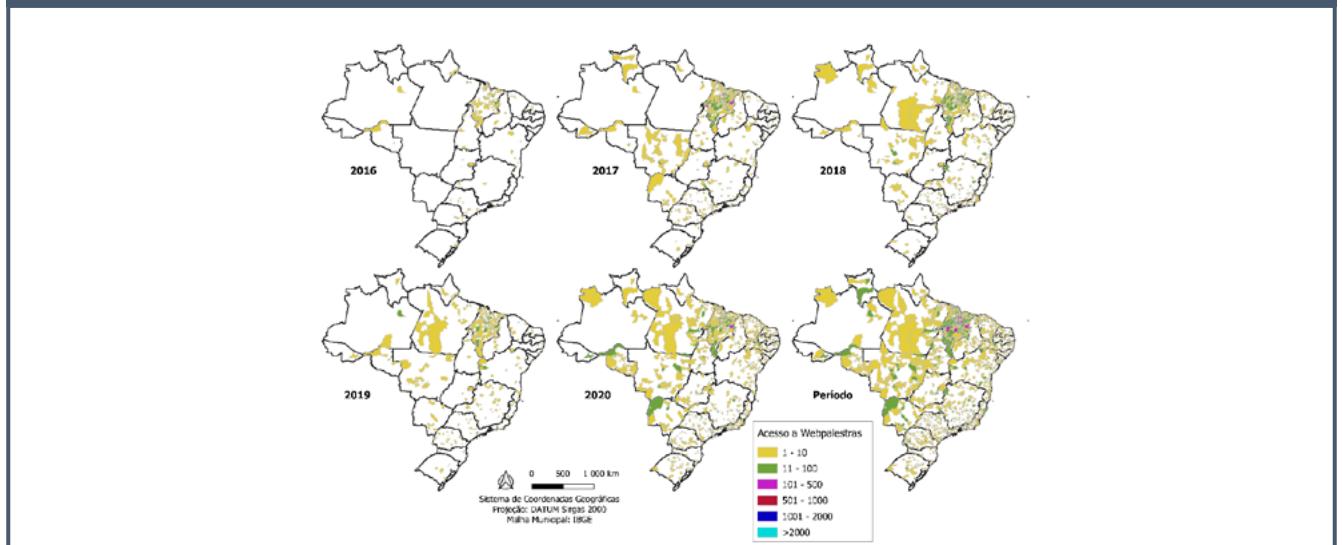 2016
2017
2018
2019
2020
Período
Acesso a Webpalestras
1 - 10
11 - 100
101 - 500
501 - 1000
1001 - 2000
>2000
0 500 1 000 km
Sistema de Coordenadas Geográficas
Projeção: DATUM Sirgas 2000
Malha Municipal: IBGE